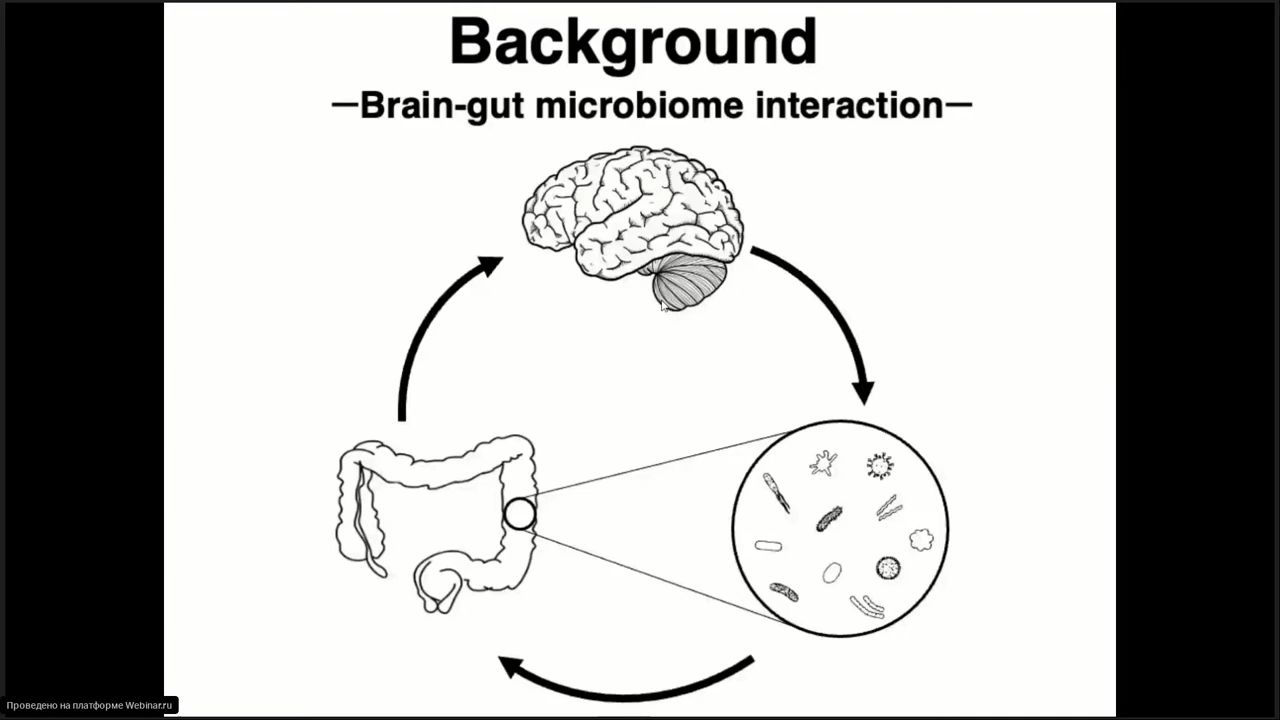 Background
—Brain-gut microbiome interaction—
Проведено на платформе Webinar.ru